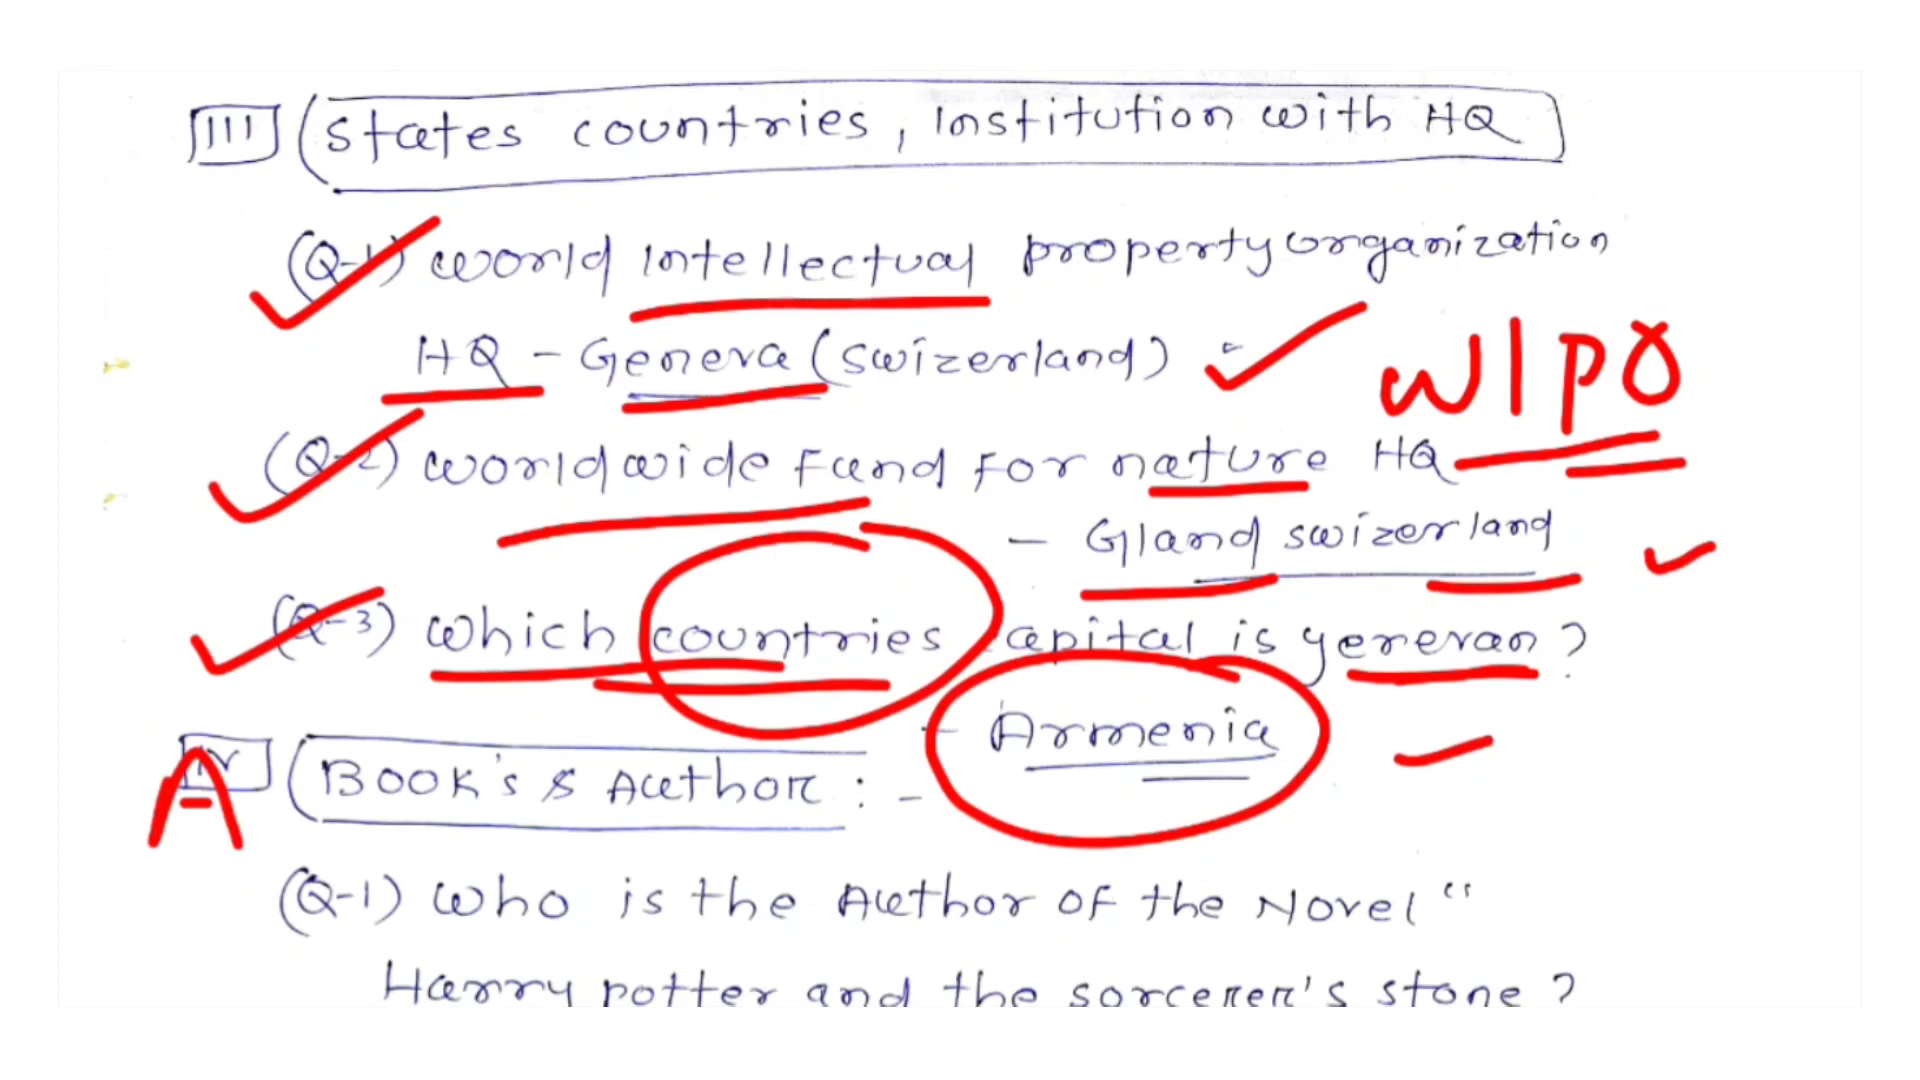 III States countries, Institution with HQ
(Q-1) world Intellectual property organization
HQ - Geneva (swizerland)
WIPO
(Q-2) world wide Fund For nature HQ
- Gland swizerland
(Q-3) which countries capital is yerevan?
- Armenia
IV Book's & Author : -
A
(Q-1) who is the Author of the Novel "
Harry potter and the sorcerer's stone?